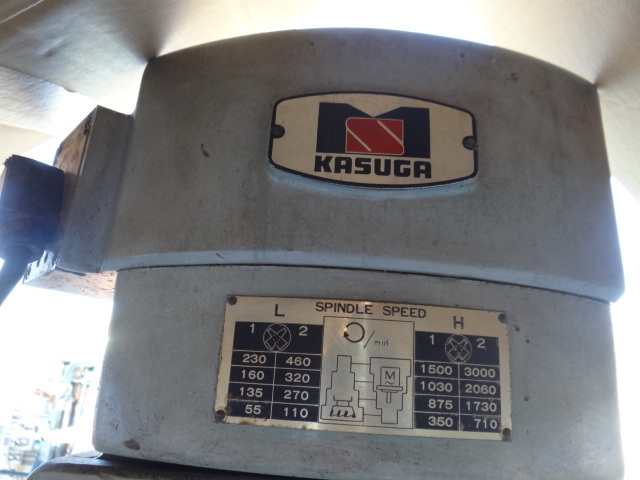 KASUGA
SPINDLE SPEED
L H
1 2 /min 1 2
230 460 1500 3000
160 320 M 1030 2060
135 270 875 1730
55 110 350 710